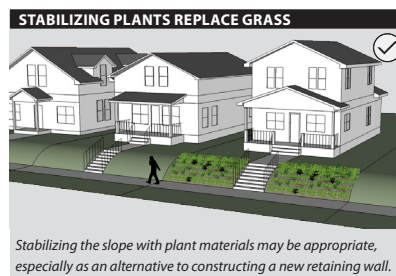 STABILIZING PLANTS REPLACE GRASS
Stabilizing the slope with plant materials may be appropriate,
especially as an alternative to constructing a new retaining wall.